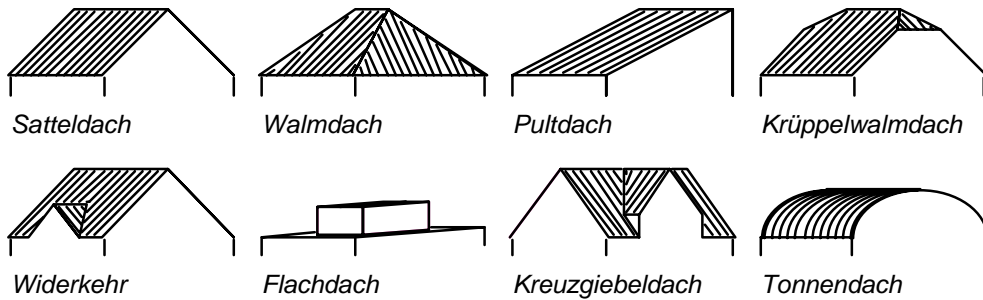 Satteldach Walmdach Pultdach Krüppelwalmdach
Widerkehr Flachdach Kreuzgiebeldach Tonnendach